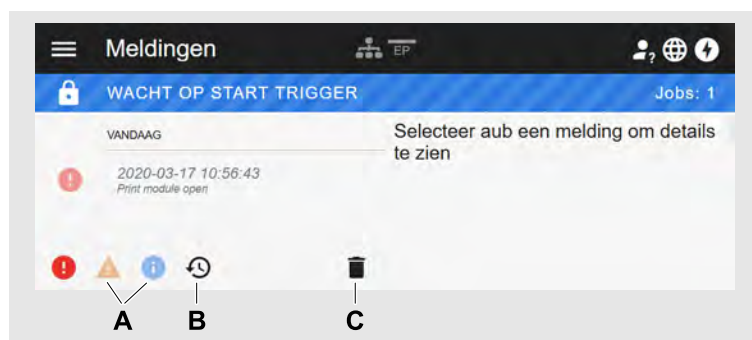 Meldingen EP ?
WACHT OP START TRIGGER Jobs: 1
VANDAAG
Selecteer aub een melding om details
te zien
2020-03-17 10:56:43
Print module open
A B C